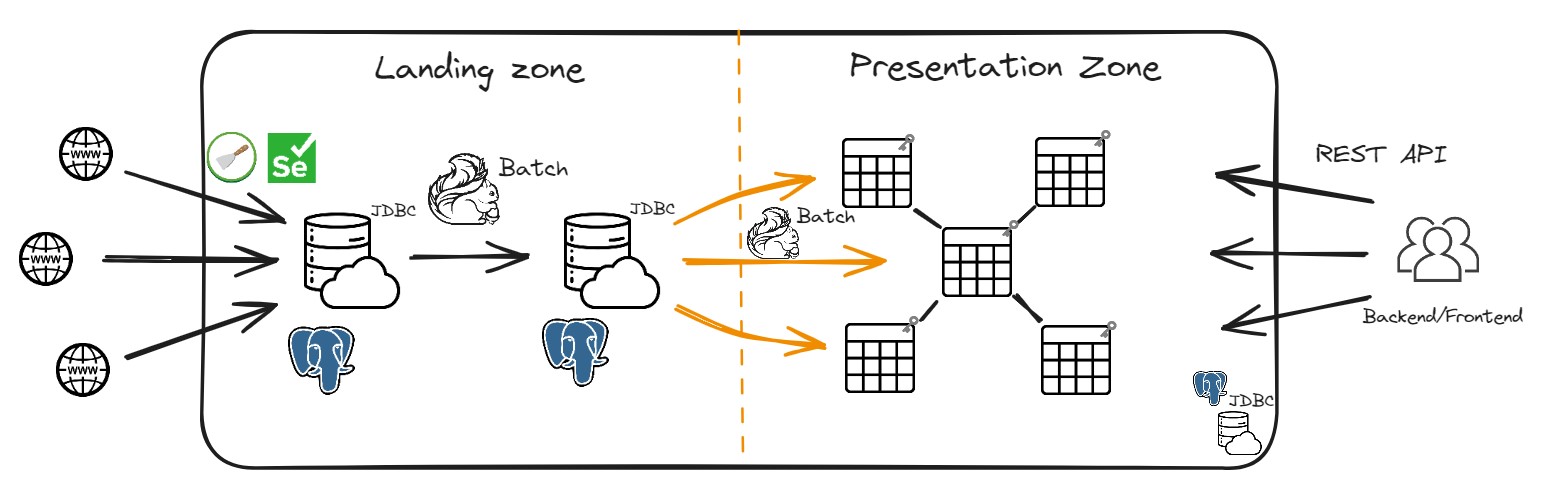 Landing zone
Presentation Zone
WWW
Se
Batch
REST API
JDBC
JDBC
Batch
WWW
Backend/Frontend
WWW
JDBC